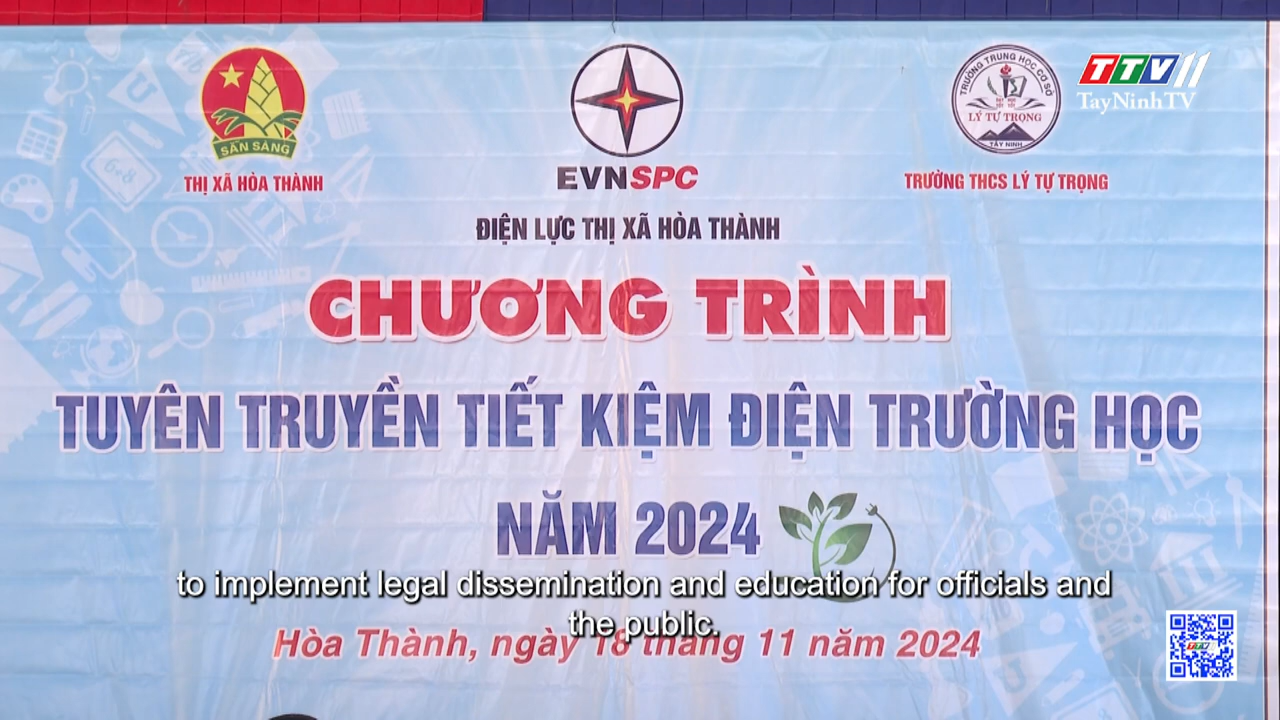 TTV11
TayNinhTV
SẴN SÀNG
THỊ XÃ HÒA THÀNH
EVNSPC
ĐIỆN LỰC THỊ XÃ HÒA THÀNH
TRƯỜNG TRUNG HỌC CƠ SỞ
LÝ TỰ TRỌNG
TÂY NINH
TRƯỜNG THCS LÝ TỰ TRỌNG
CHƯƠNG TRÌNH
TUYÊN TRUYỀN TIẾT KIỆM ĐIỆN TRƯỜNG HỌC
NĂM 2024
to implement legal dissemination and education for officials and
the public.
Hòa Thành, ngày 18 tháng 11 năm 2024